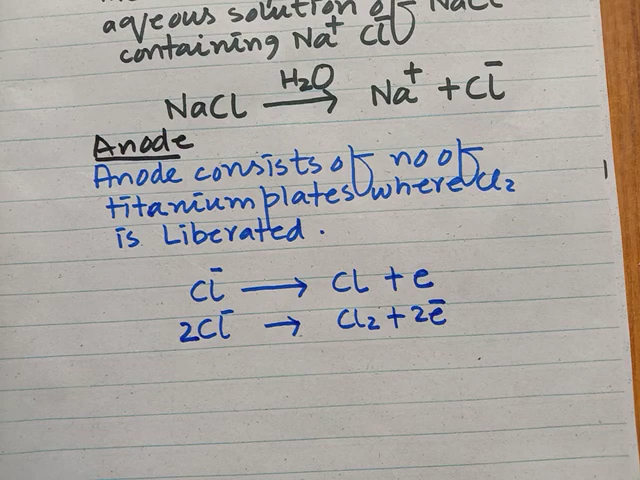 aqeous solution of NaCl
containing Na⁺ Cl⁻
NaCl —H₂O→ Na⁺ + Cl⁻
Anode
Anode consists of no of
titanium plates where Cl₂
is Liberated.
Cl⁻ → Cl + e
2Cl⁻ → Cl₂ + 2e⁻